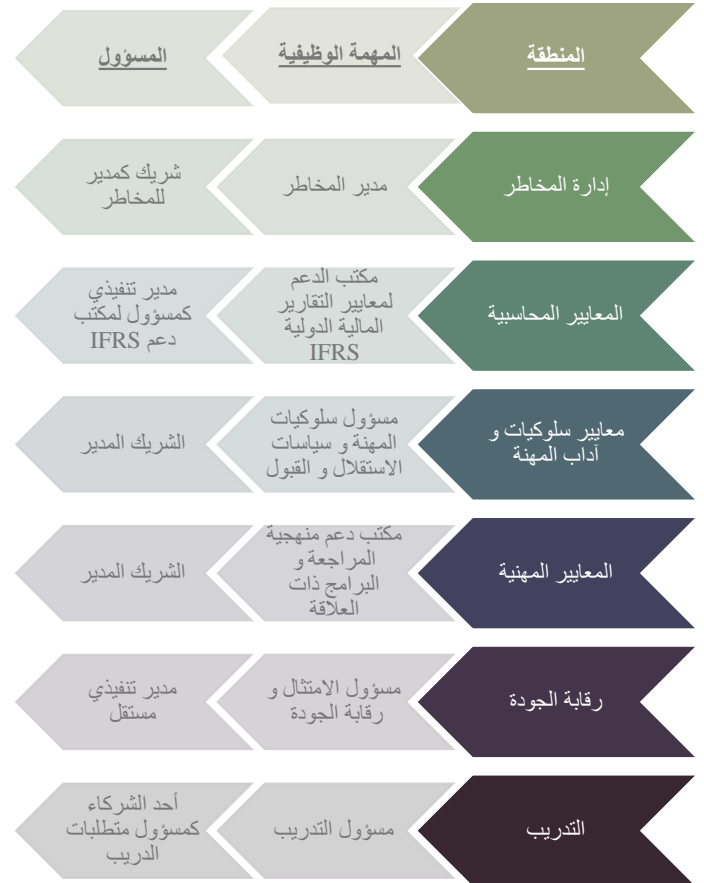 المنطقة
المهمة الوظيفية
المسؤول
إدارة المخاطر
مدير المخاطر
شريك كمدير
للمخاطر
المعايير المحاسبية
مكتب الدعم
لمعايير التقارير
المالية الدولية
IFRS
مدير تنفيذي
كمسؤول لمكتب
دعم IFRS
معايير سلوكيات و
آداب المهنة
مسؤول سلوكيات
المهنة و سياسات
الاستقلال و القبول
الشريك المدير
المعايير المهنية
مكتب دعم منهجية
المراجعة و
البرامج ذات
العلاقة
الشريك المدير
رقابة الجودة
مسؤول الامتثال و
رقابة الجودة
مدير تنفيذي
مستقل
التدريب
مسؤول التدريب
أحد الشركاء
كمسؤول متطلبات
الدريب